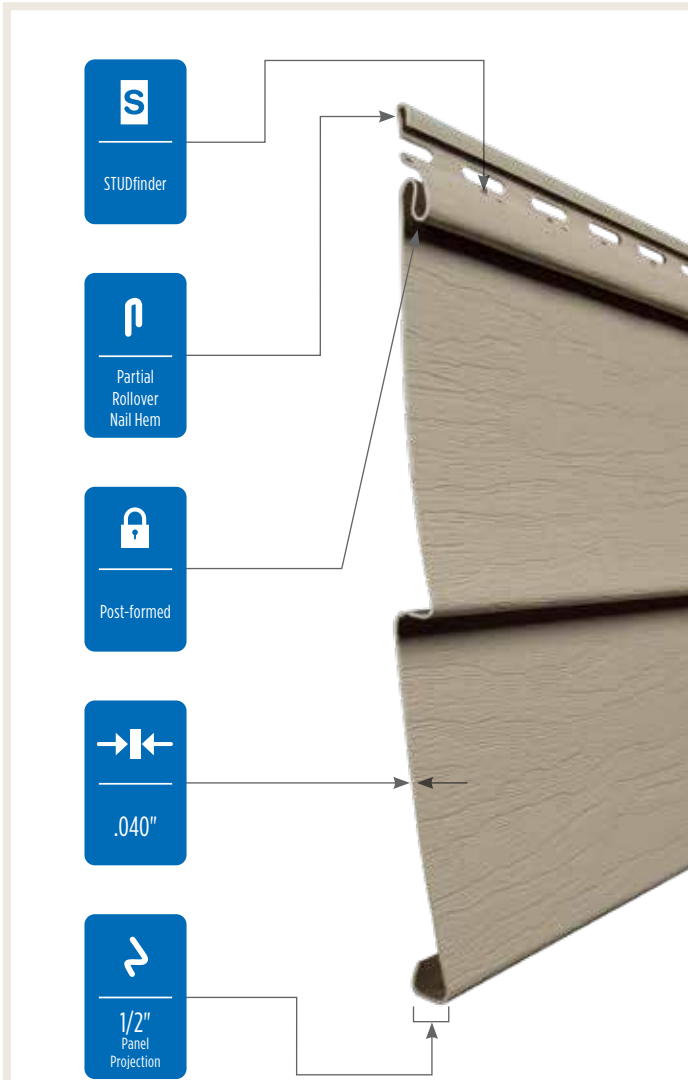 S
STUDfinder
Partial
Rollover
Nail Hem
Post-formed
.040"
1/2"
Panel
Projection